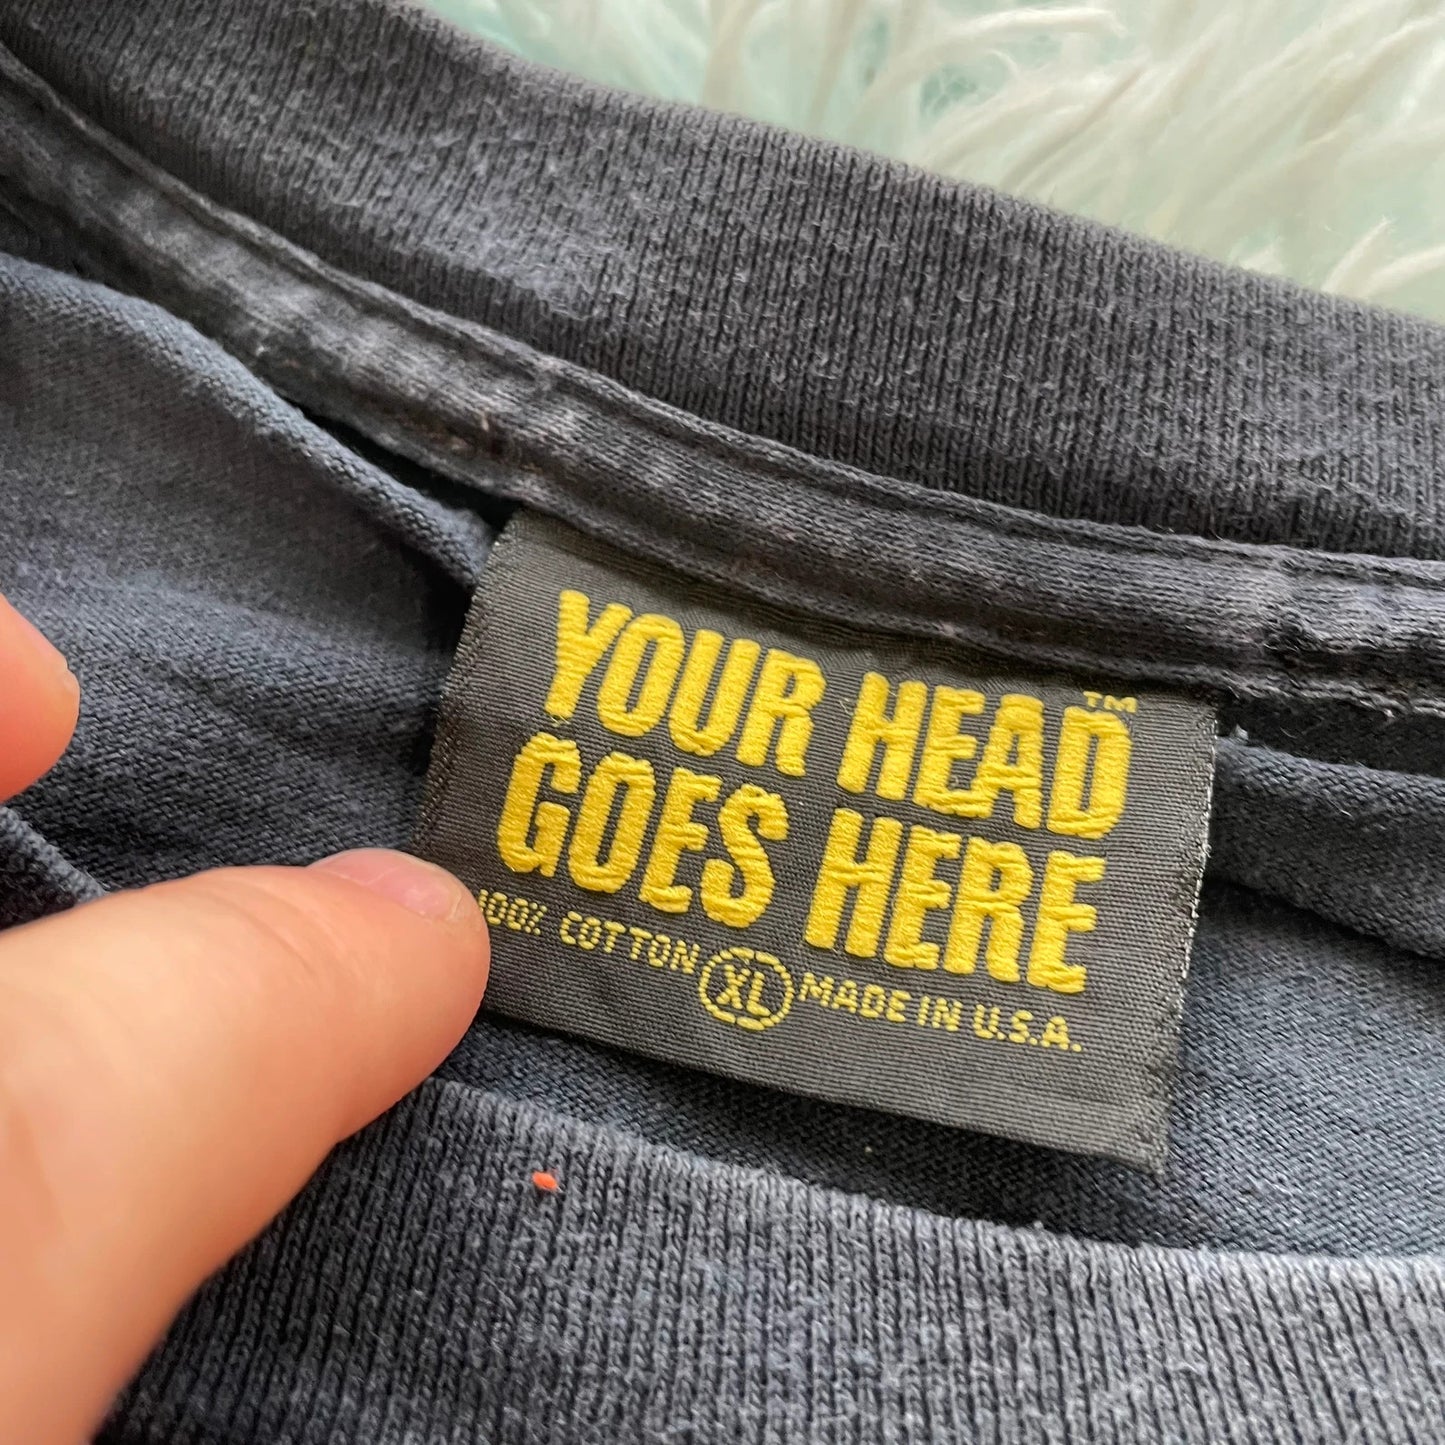 YOUR HEAD™
GOES HERE
100% COTTON XL MADE IN U.S.A.